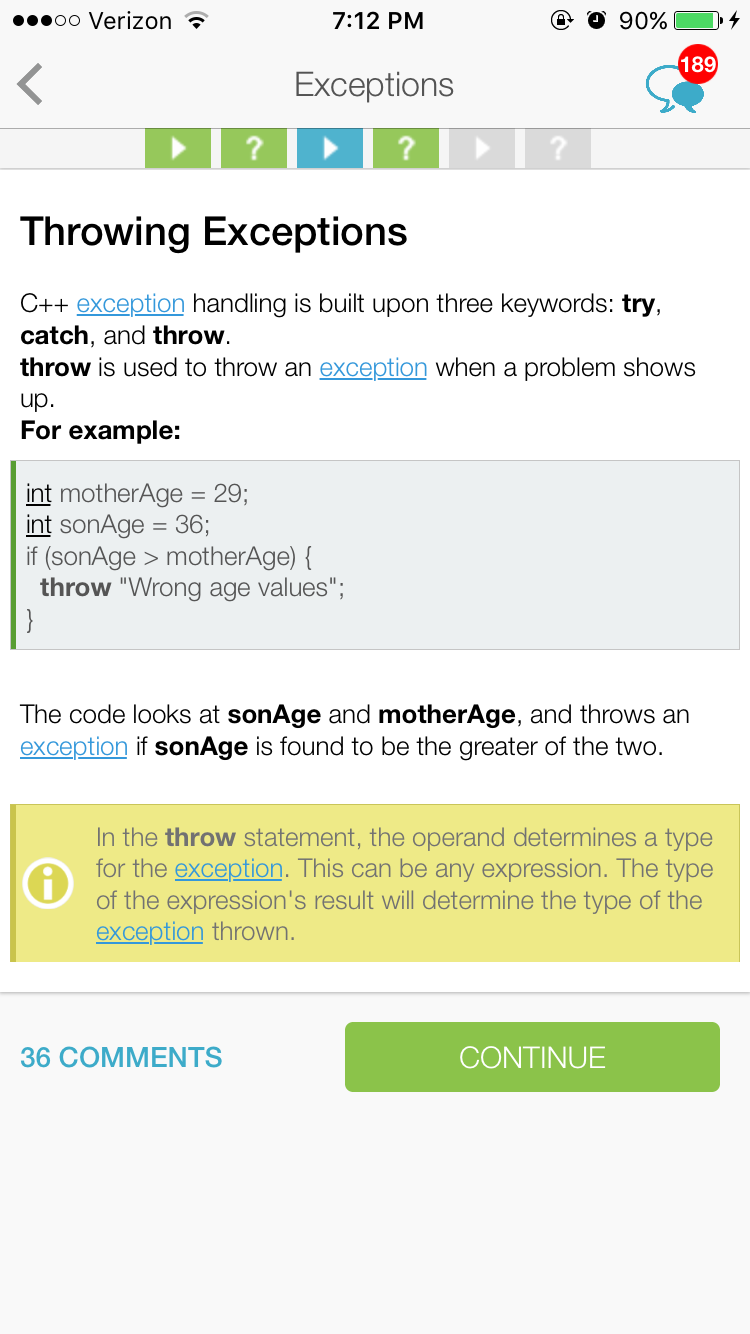 Verizon 7:12 PM 90%
Exceptions 189
? ? ?
Throwing Exceptions
C++ exception handling is built upon three keywords: try,
catch, and throw.
throw is used to throw an exception when a problem shows
up.
For example:
int motherAge = 29;
int sonAge = 36;
if (sonAge > motherAge) {
throw "Wrong age values";
}
The code looks at sonAge and motherAge, and throws an
exception if sonAge is found to be the greater of the two.
In the throw statement, the operand determines a type
for the exception. This can be any expression. The type
of the expression's result will determine the type of the
exception thrown.
36 COMMENTS CONTINUE